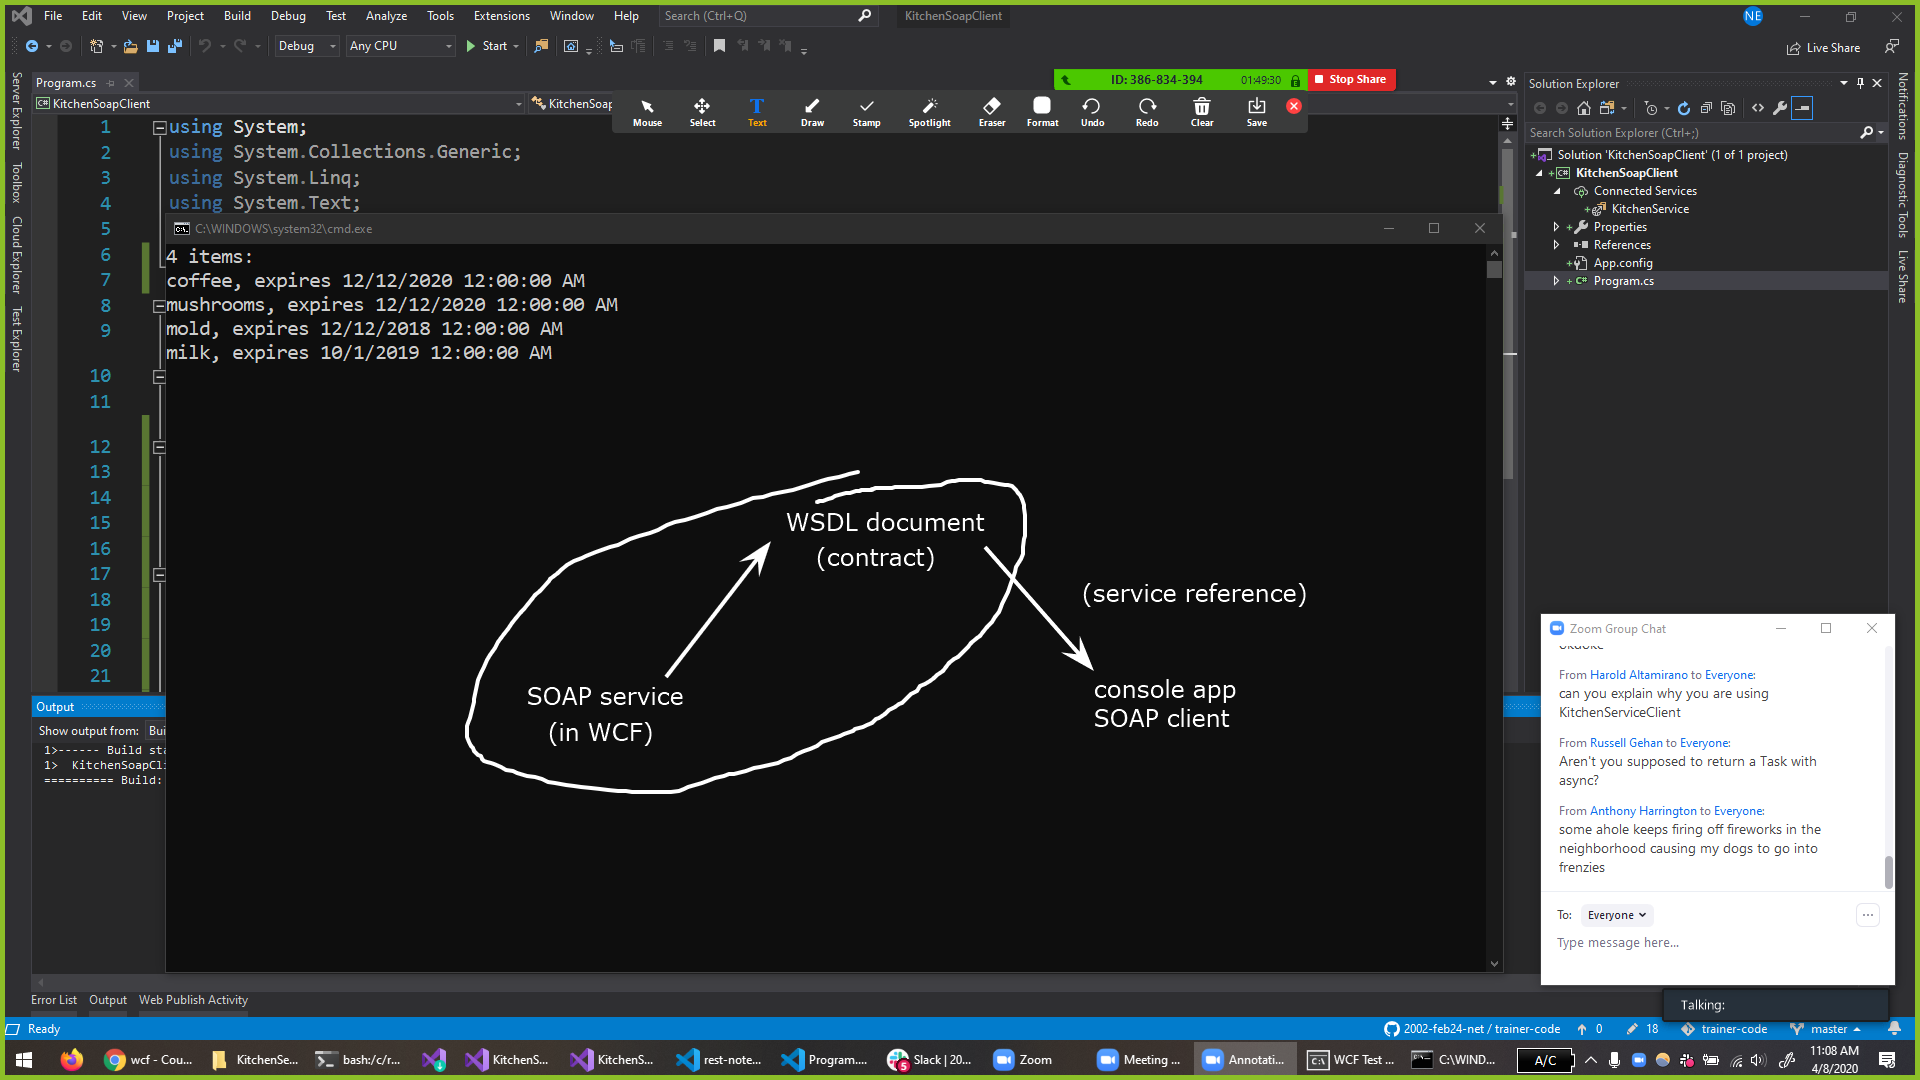 File Edit View Project Build Debug Test Analyze Tools Extensions Window Help Search (Ctrl+Q) KitchenSoapClient NE
Debug Any CPU Start Live Share
Program.cs
ID: 386-834-394 01:49:30 Stop Share
KitchenSoapClient KitchenSoap
Mouse Select Text Draw Stamp Spotlight Eraser Format Undo Redo Clear Save
Server Explorer
Toolbox
Cloud Explorer
Test Explorer
1 using System;
2 using System.Collections.Generic;
3 using System.Linq;
4 using System.Text;
5
6
7
8
9
10
11
12
13
14
15
16
17
18
19
20
21
C:\WINDOWS\system32\cmd.exe
4 items:
coffee, expires 12/12/2020 12:00:00 AM
mushrooms, expires 12/12/2020 12:00:00 AM
mold, expires 12/12/2018 12:00:00 AM
milk, expires 10/1/2019 12:00:00 AM
WSDL document
(contract)
(service reference)
SOAP service
(in WCF)
console app
SOAP client
Output
Show output from: Bui
1>------ Build sta
1> KitchenSoapCli
========== Build:
Error List Output Web Publish Activity
Solution Explorer
Search Solution Explorer (Ctrl+;)
Solution 'KitchenSoapClient' (1 of 1 project)
KitchenSoapClient
Connected Services
KitchenService
Properties
References
App.config
Program.cs
Notifications
Diagnostic Tools
Live Share
Zoom Group Chat
From Harold Altamirano to Everyone:
can you explain why you are using
KitchenServiceClient
From Russell Gehan to Everyone:
Aren't you supposed to return a Task with
async?
From Anthony Harrington to Everyone:
some ahole keeps firing off fireworks in the
neighborhood causing my dogs to go into
frenzies
To: Everyone
Type message here...
Talking:
Ready 2002-feb24-net / trainer-code 0 18 trainer-code master
wcf - Cou... KitchenSe... bash:/c/r... KitchenS... KitchenS... rest-note... Program.... Slack | 20... Zoom Meeting ... Annotati... WCF Test ... C:\WIND... A/C
11:08 AM
4/8/2020